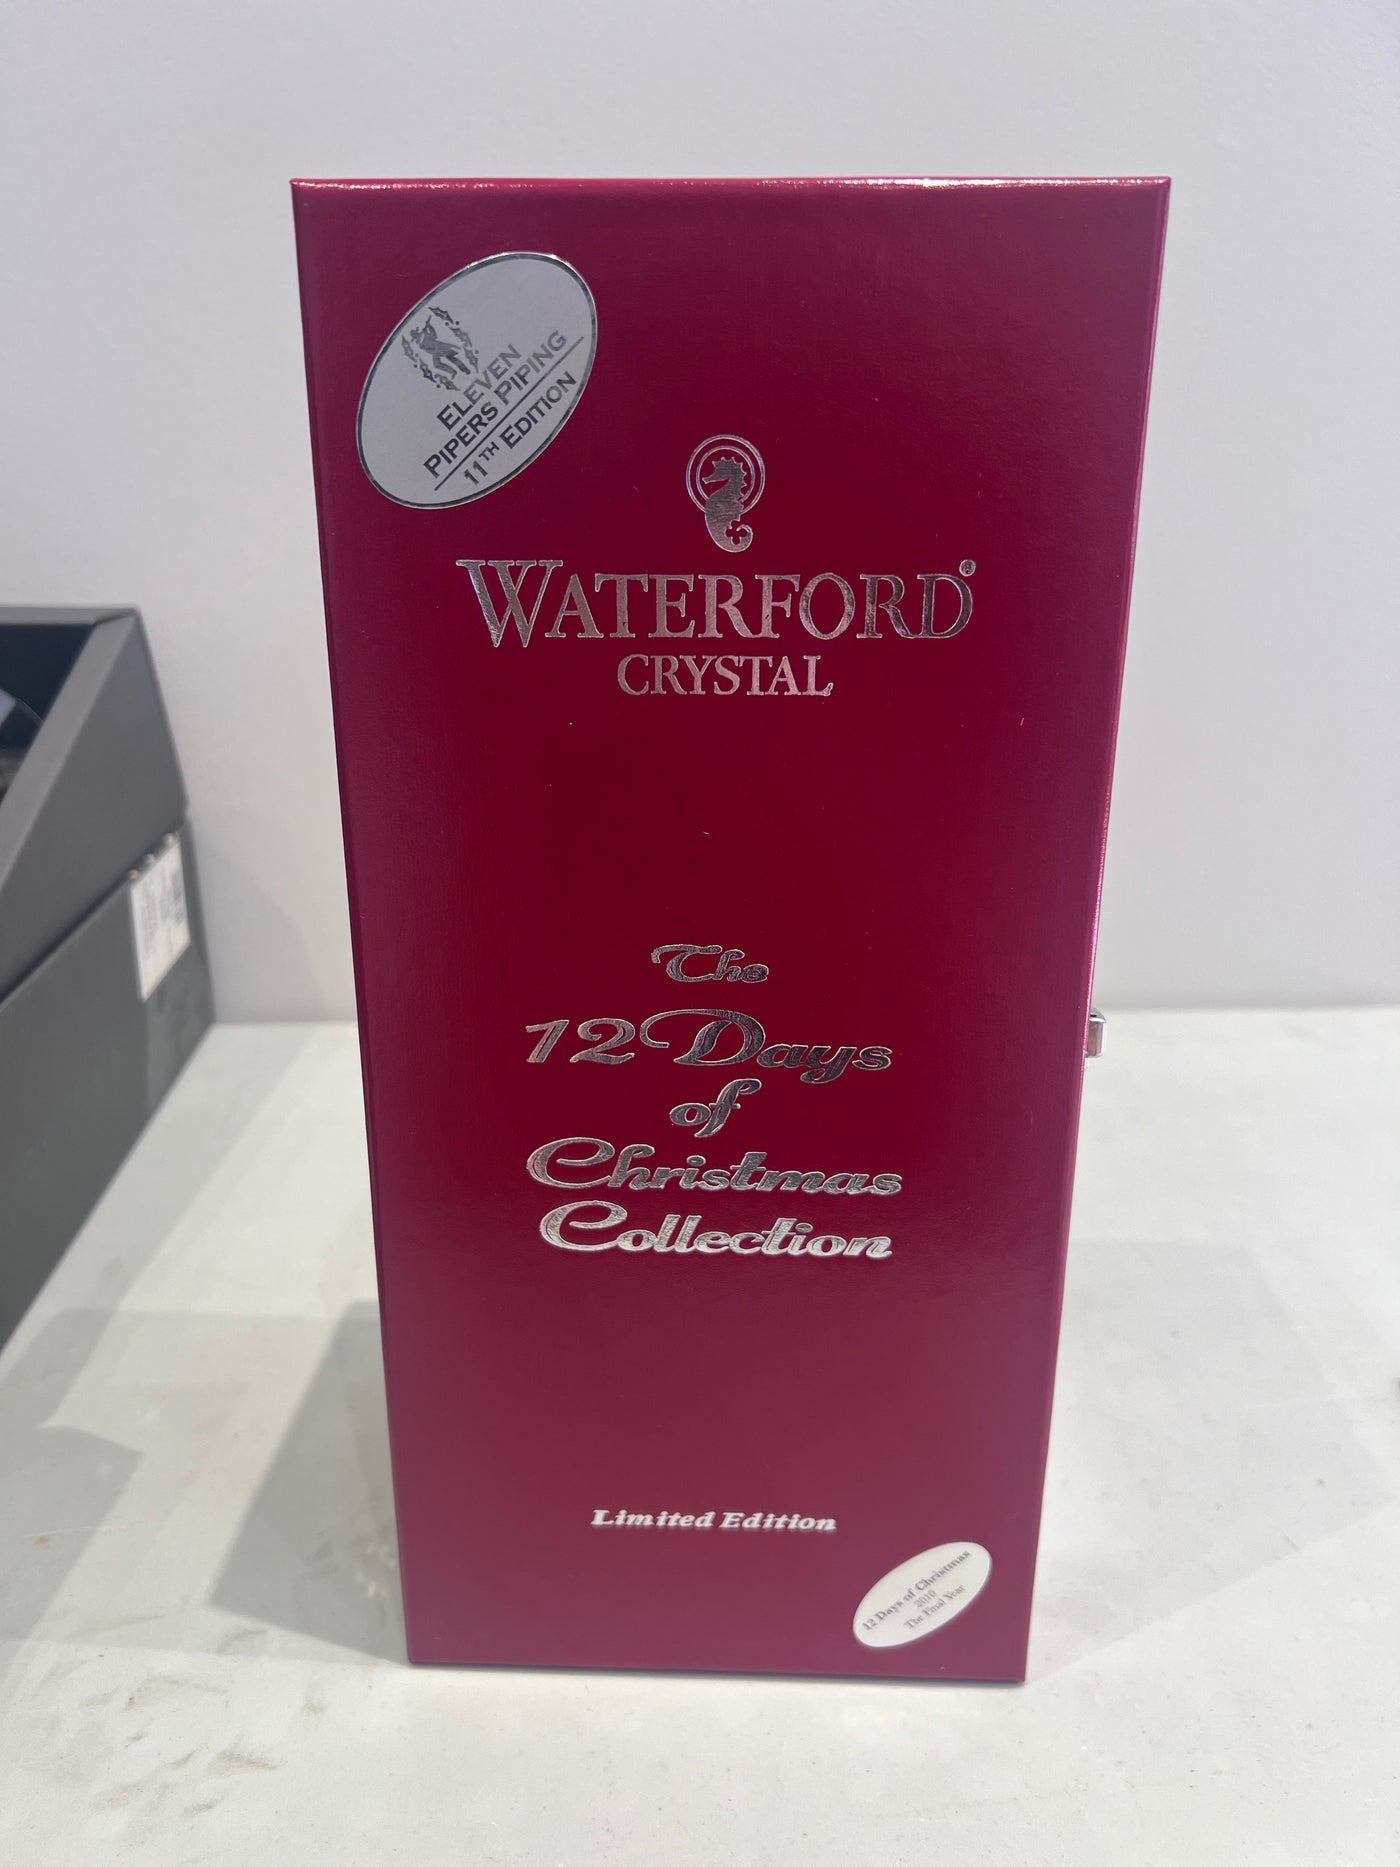 ELEVEN
PIPERS PIPING
11TH EDITION
WATERFORD®
CRYSTAL
The
12 Days
of
Christmas
Collection
Limited Edition
12 Days of Christmas
2010
The Final Year